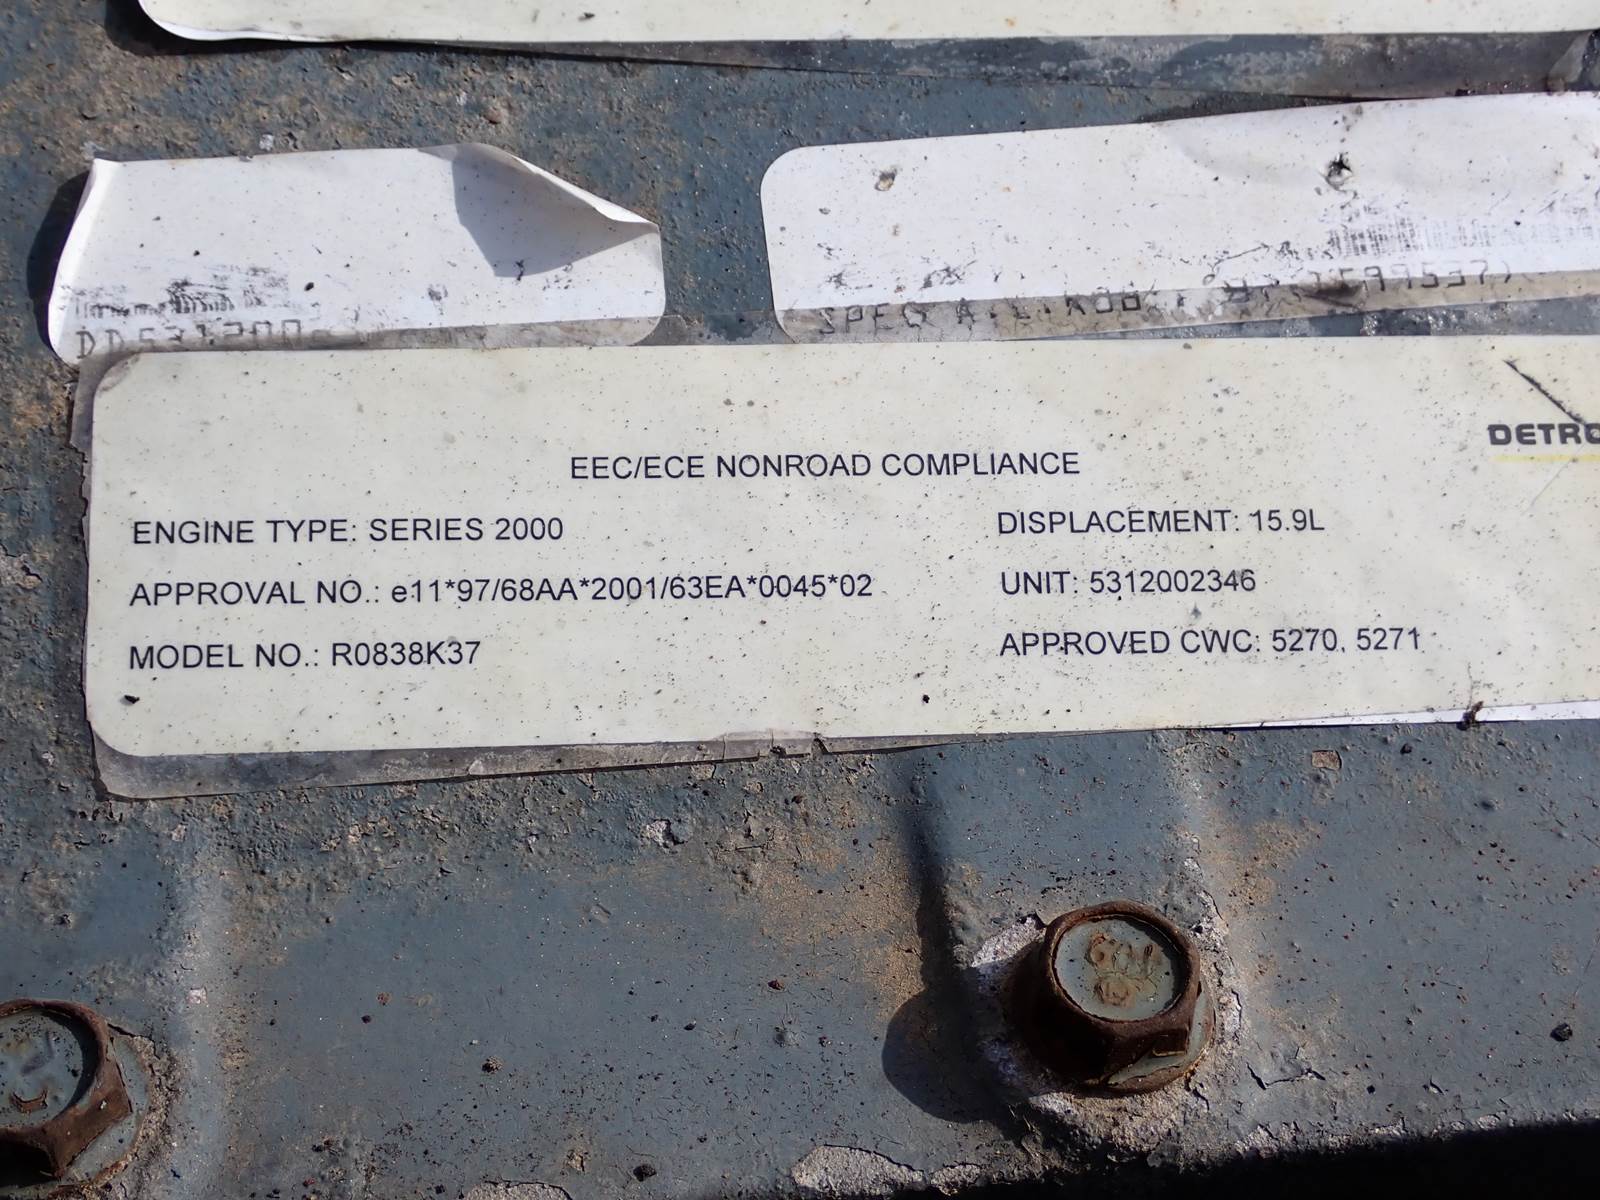 SPEC
DETRO
EEC/ECE NONROAD COMPLIANCE
ENGINE TYPE: SERIES 2000 DISPLACEMENT: 15.9L
APPROVAL NO.: e11*97/68AA*2001/63EA*0045*02 UNIT: 5312002346
MODEL NO.: R0838K37 APPROVED CWC: 5270, 5271